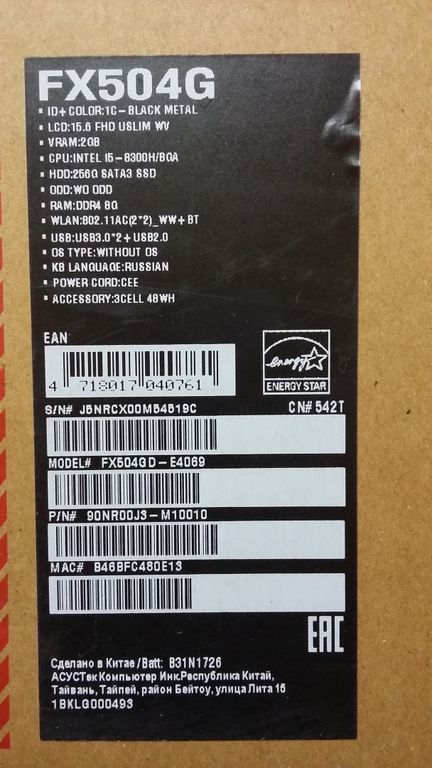 FX504G
• ID+ COLOR:1C-BLACK METAL
• LCD:15.6 FHD USLIM WV
• VRAM:2GB
• CPU:INTEL I5-8300H/BGA
• HDD:256G SATA3 SSD
• ODD:WO ODD
• RAM:DDR4 8G
• WLAN:802.11AC(2*2)_WW+BT
• USB:USB3.0*2+USB2.0
• OS TYPE:WITHOUT OS
• KB LANGUAGE:RUSSIAN
• POWER CORD:CEE
• ACCESSORY:3CELL 48WH
EAN
4 718017 040761
energy
ENERGY STAR
S/N# J5NRCX00M54519C CN# 542T
MODEL# FX504GD-E4069
P/N# 90NR00J3-M10010
MAC# B46BFC480E13
EAC
Сделано в Китае/Batt: B31N1726
АСУСТек Компьютер Инк.Республика Китай,
Тайвань, Тайпей, район Бейтоу, улица Лита 15
1BKLG000493